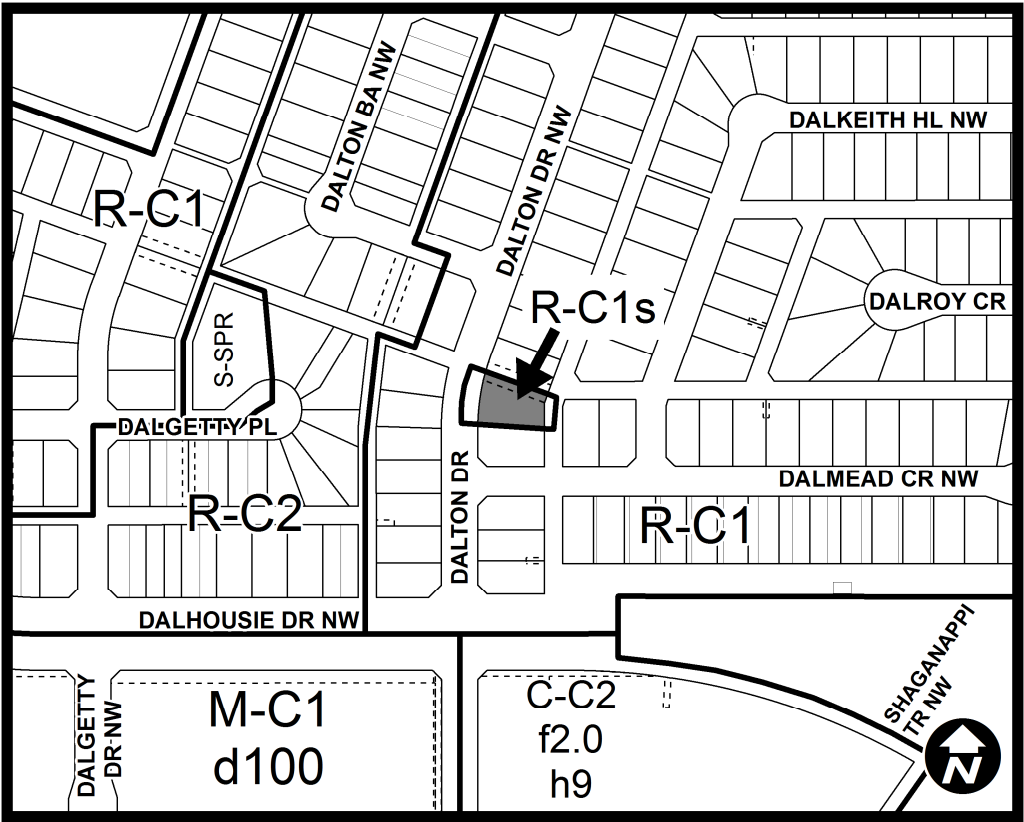 DALTON BA NW
DALKEITH HL NW
DALTON DR NW
R-C1
R-C1s
DALROY CR
S-SPR
DALGETTY PL
DALTON DR
DALMEAD CR NW
R-C2
R-C1
DALHOUSIE DR NW
SHAGANAPPI
TR NW
DALGETTY
DR NW
M-C1
d100
C-C2
f2.0
h9
N